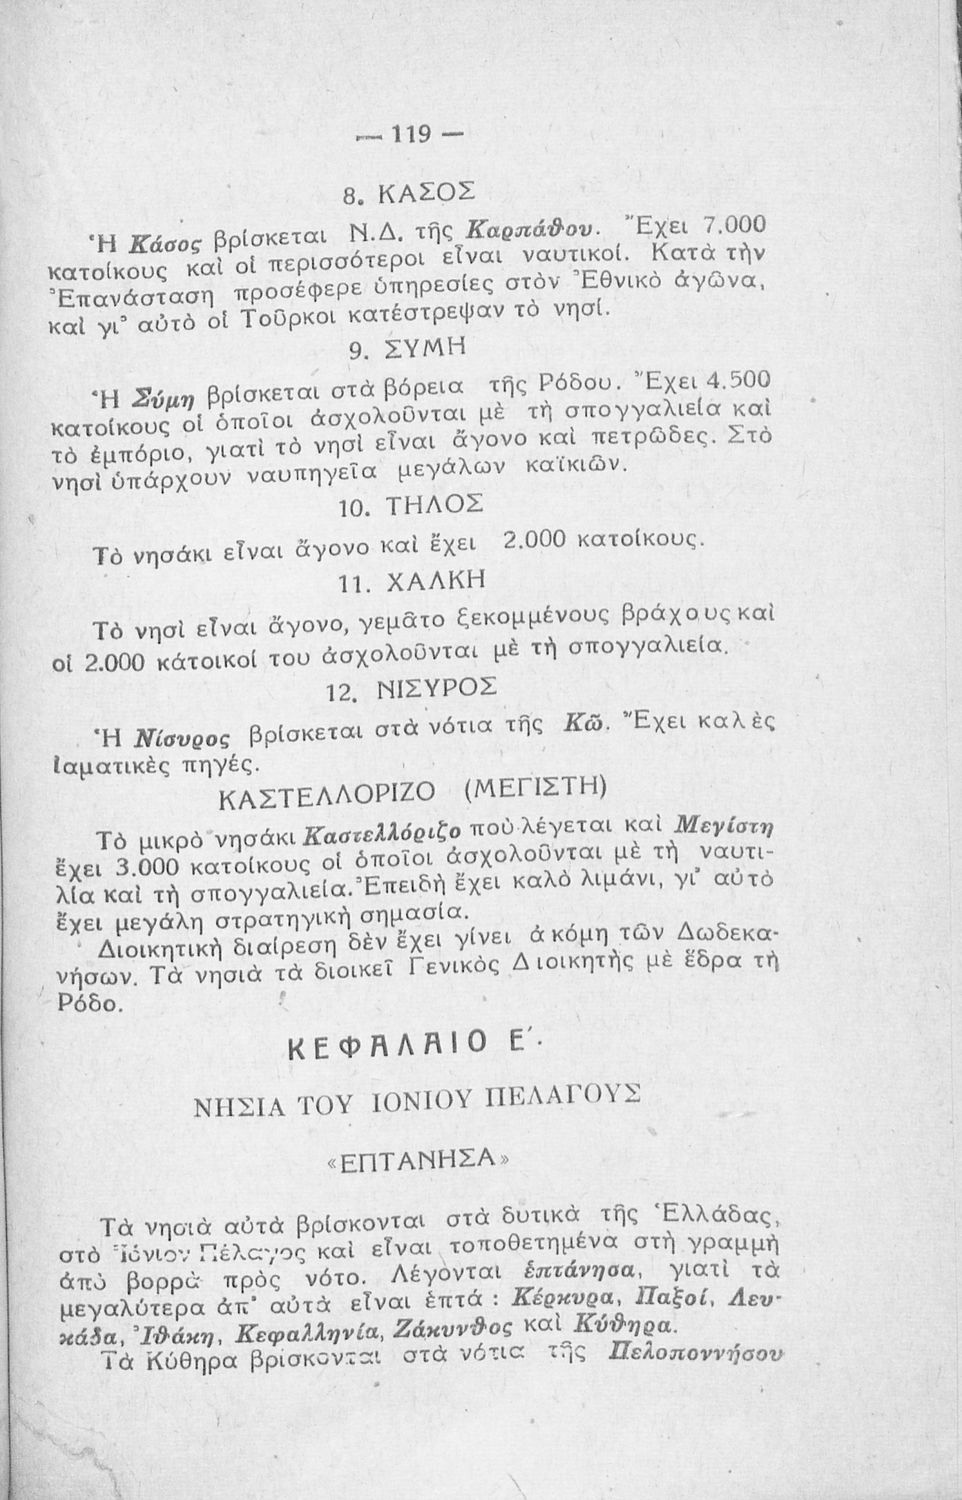 — 119 —
8. ΚΑΣΟΣ
Ἡ Κάσος βρίσκεται Ν.Δ. τῆς Καρπάθου. Ἔχει 7.000
κατοίκους καὶ οἱ περισσότεροι εἶναι ναυτικοί. Κατὰ τὴν
Ἐπανάσταση προσέφερε ὑπηρεσίες στὸν Ἐθνικὸ ἀγῶνα,
καὶ γι᾽ αὐτὸ οἱ Τοῦρκοι κατέστρεψαν τὸ νησί.
9. ΣΥΜΗ
Ἡ Σύμη βρίσκεται στὰ βόρεια τῆς Ρόδου. Ἔχει 4.500
κατοίκους οἱ ὁποῖοι ἀσχολοῦνται μὲ τὴ σπογγαλιεία καὶ
τὸ ἐμπόριο, γιατὶ τὸ νησὶ εἶναι ἄγονο καὶ πετρῶδες. Στὸ
νησὶ ὑπάρχουν ναυπηγεῖα μεγάλων καϊκιῶν.
10. ΤΗΛΟΣ
Τὸ νησάκι εἶναι ἄγονο καὶ ἔχει 2.000 κατοίκους.
11. ΧΑΛΚΗ
Τὸ νησὶ εἶναι ἄγονο, γεμᾶτο ξεκομμένους βράχους καὶ
οἱ 2.000 κάτοικοί του ἀσχολοῦνται μὲ τὴ σπογγαλιεία.
12. ΝΙΣΥΡΟΣ
Ἡ Νίσυρος βρίσκεται στὰ νότια τῆς Κῶ. Ἔχει καλὲς
ἰαματικὲς πηγές.
ΚΑΣΤΕΛΛΟΡΙΖΟ (ΜΕΓΙΣΤΗ)
Τὸ μικρὸ νησάκι Καστελλόριζο ποὺ λέγεται καὶ Μεγίστη
ἔχει 3.000 κατοίκους οἱ ὁποῖοι ἀσχολοῦνται μὲ τὴ ναυτι-
λία καὶ τὴ σπογγαλιεία. Ἐπειδὴ ἔχει καλὸ λιμάνι, γι᾽ αὐτὸ
ἔχει μεγάλη στρατηγικὴ σημασία.
Διοικητικὴ διαίρεση δὲν ἔχει γίνει ἀκόμη τῶν Δωδεκα-
νήσων. Τὰ νησιὰ τὰ διοικεῖ Γενικὸς Διοικητὴς μὲ ἕδρα τὴ
Ρόδο.
ΚΕΦΑΛΑΙΟ Ε΄.
ΝΗΣΙΑ ΤΟΥ ΙΟΝΙΟΥ ΠΕΛΑΓΟΥΣ
«ΕΠΤΑΝΗΣΑ»
Τὰ νησιὰ αὐτὰ βρίσκονται στὰ δυτικὰ τῆς Ἑλλάδας,
στὸ Ἰόνιον Πέλαγος καὶ εἶναι τοποθετημένα στὴ γραμμὴ
ἀπὸ βορρᾶ πρὸς νότο. Λέγονται ἑπτάνησα, γιατὶ τὰ
μεγαλύτερα ἀπ᾽ αὐτὰ εἶναι ἑπτά : Κέρκυρα, Παξοί, Λευ-
κάδα, Ἰθάκη, Κεφαλληνία, Ζάκυνθος καὶ Κύθηρα.
Τὰ Κύθηρα βρίσκονται στὰ νότια τῆς Πελοποννήσου